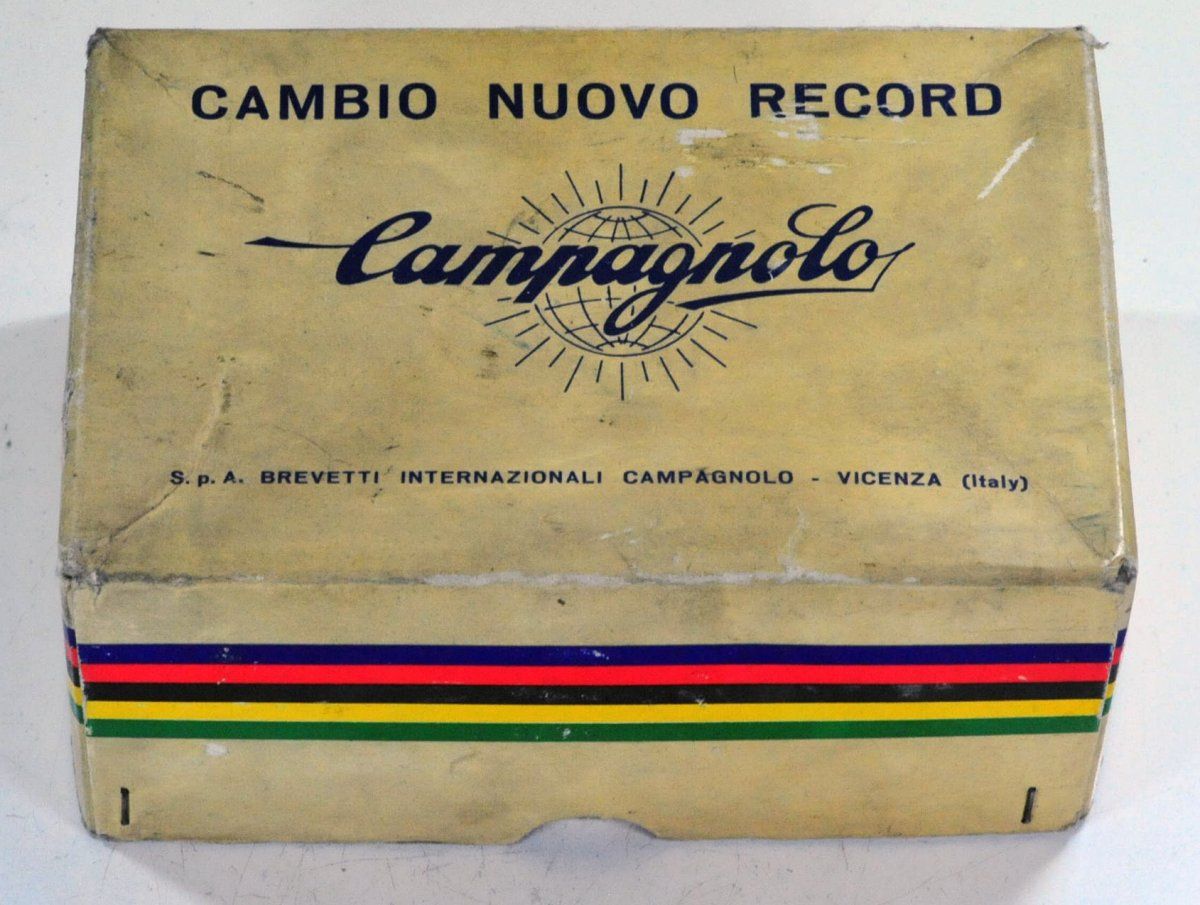 CAMBIO NUOVO RECORD
Campagnolo
S.p.A. BREVETTI INTERNAZIONALI CAMPAGNOLO - VICENZA (Italy)